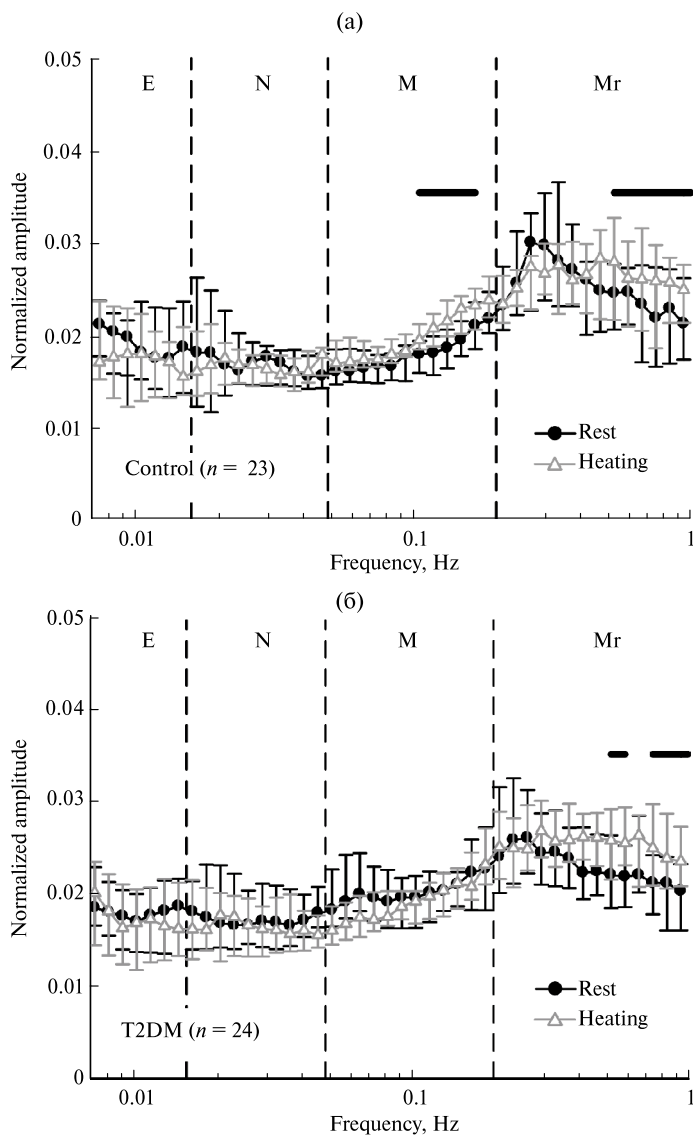 (а)
0.05
0.04
0.03
0.02
0.01
0
Normalized amplitude
E N M Mr
Rest
Heating
Control (n = 23)
0.01 0.1 1
Frequency, Hz
(б)
0.05
0.04
0.03
0.02
0.01
0
Normalized amplitude
E N M Mr
Rest
Heating
T2DM (n = 24)
0.01 0.1 1
Frequency, Hz